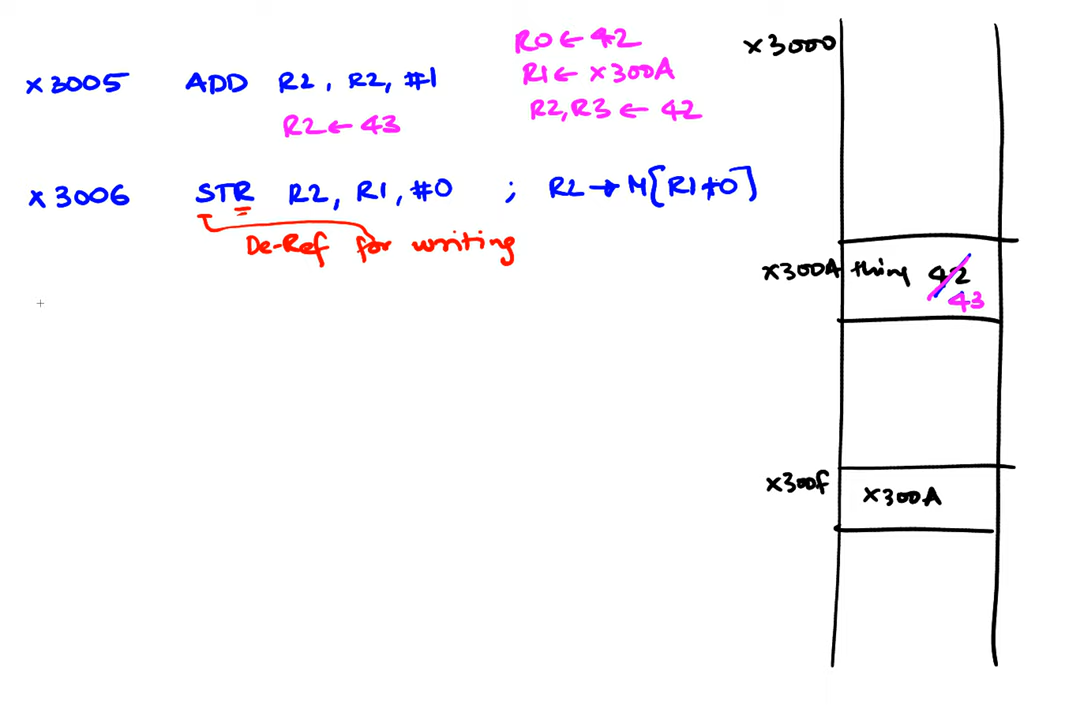 R0 ← 42
x3000
x3005 ADD R2, R2, #1
R1 ← x300A
R2 ← 43
R2, R3 ← 42
x3006 STR R2, R1, #0 ; R2 → M[R1+0]
De-Ref for writing
x300A thing 42
43
x300f x300A